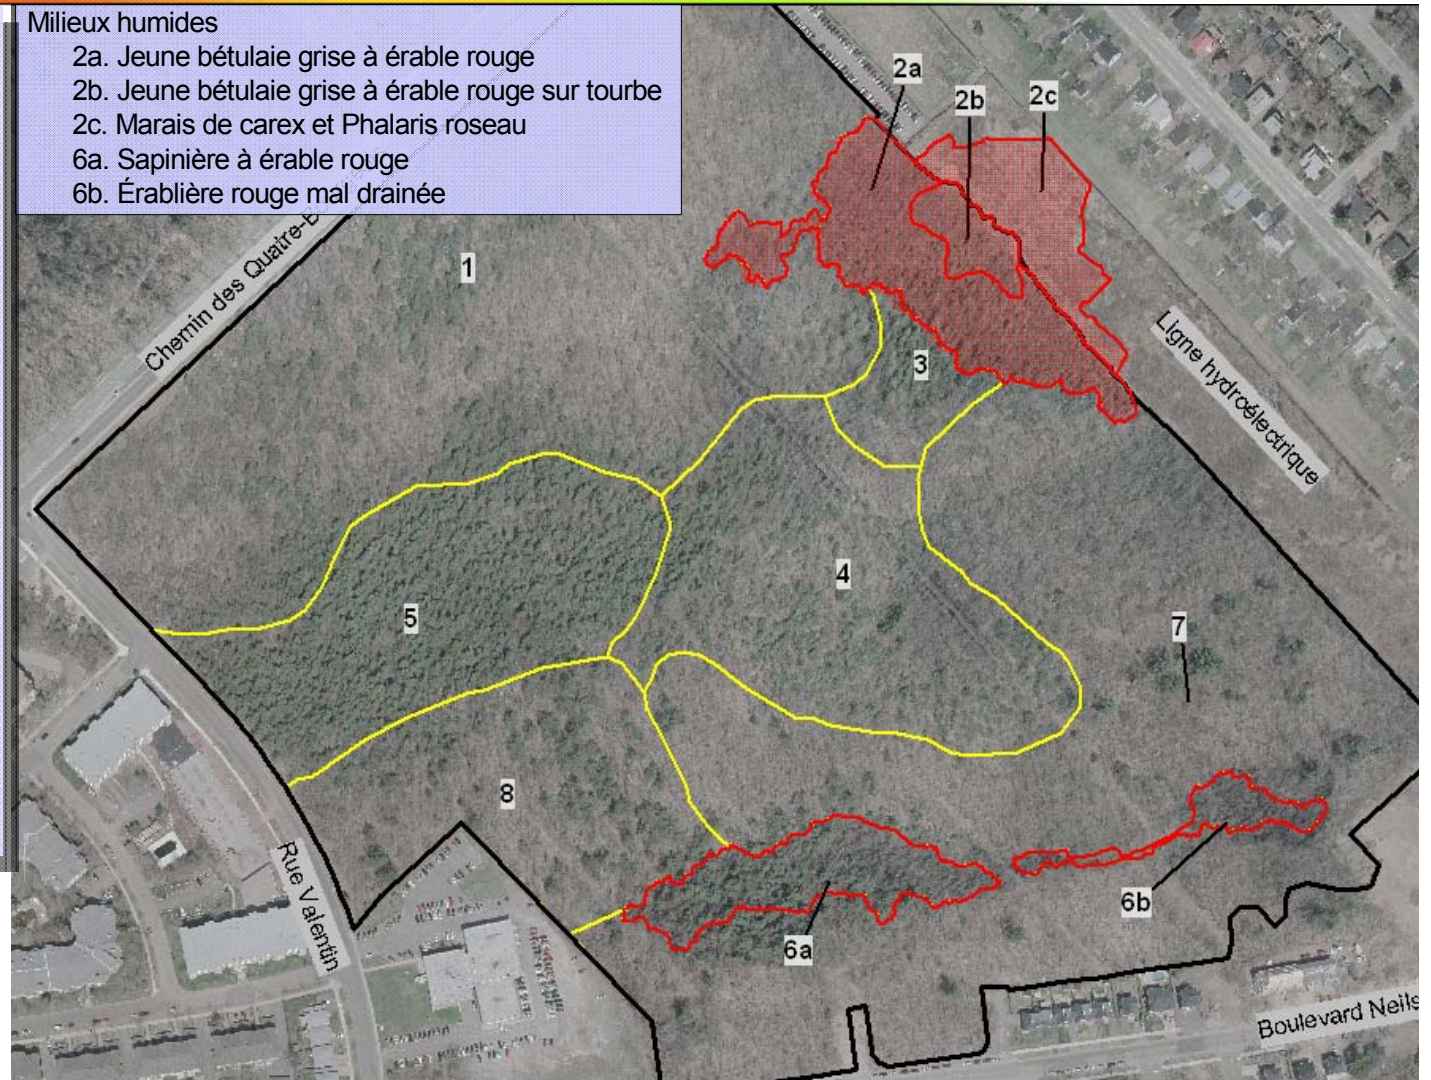 Milieux humides
2a. Jeune bétulaie grise à érable rouge
2b. Jeune bétulaie grise à érable rouge sur tourbe
2c. Marais de carex et Phalaris roseau
6a. Sapinière à érable rouge
6b. Érablière rouge mal drainée
2a
2b
2c
1
Chemin des Quatre-B
3
Ligne hydroélectrique
4
5
7
8
Rue Valentin
6b
6a
Boulevard Neils